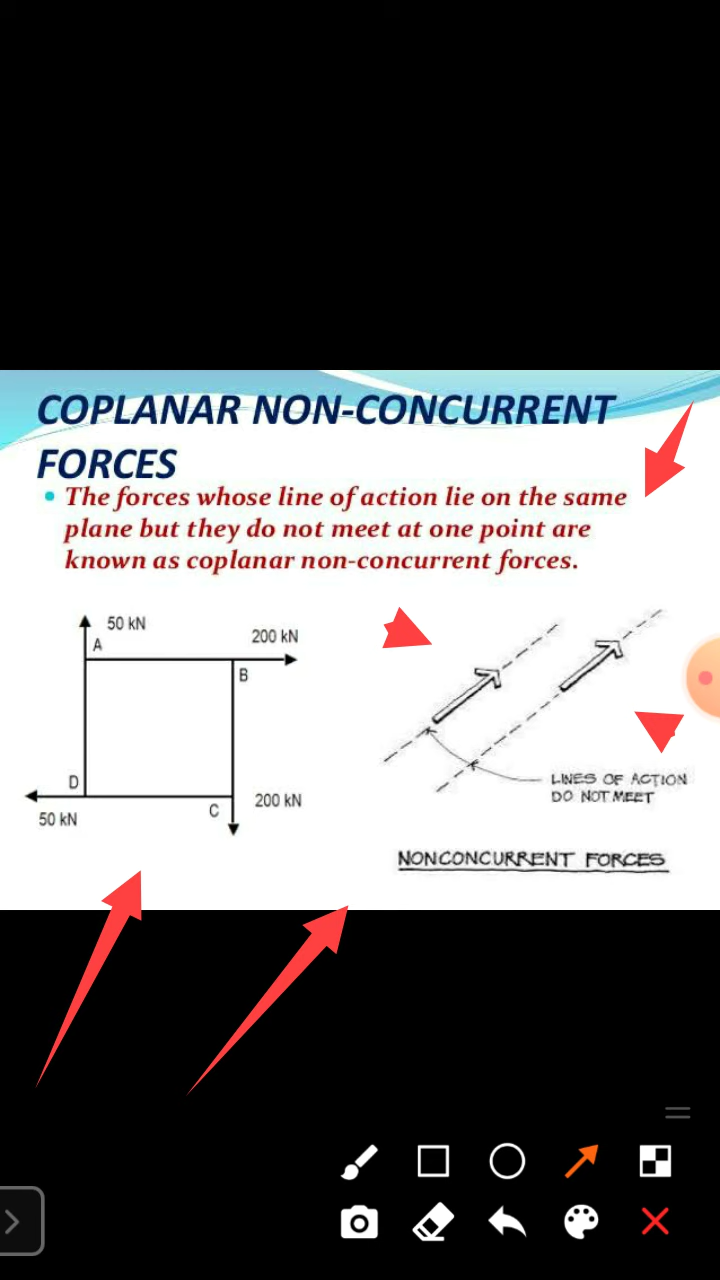 COPLANAR NON-CONCURRENT
FORCES
The forces whose line of action lie on the same
plane but they do not meet at one point are
known as coplanar non-concurrent forces.
50 kN
A
200 kN
B
D
C
200 kN
50 kN
LINES OF ACTION
DO NOT MEET
NONCONCURRENT FORCES